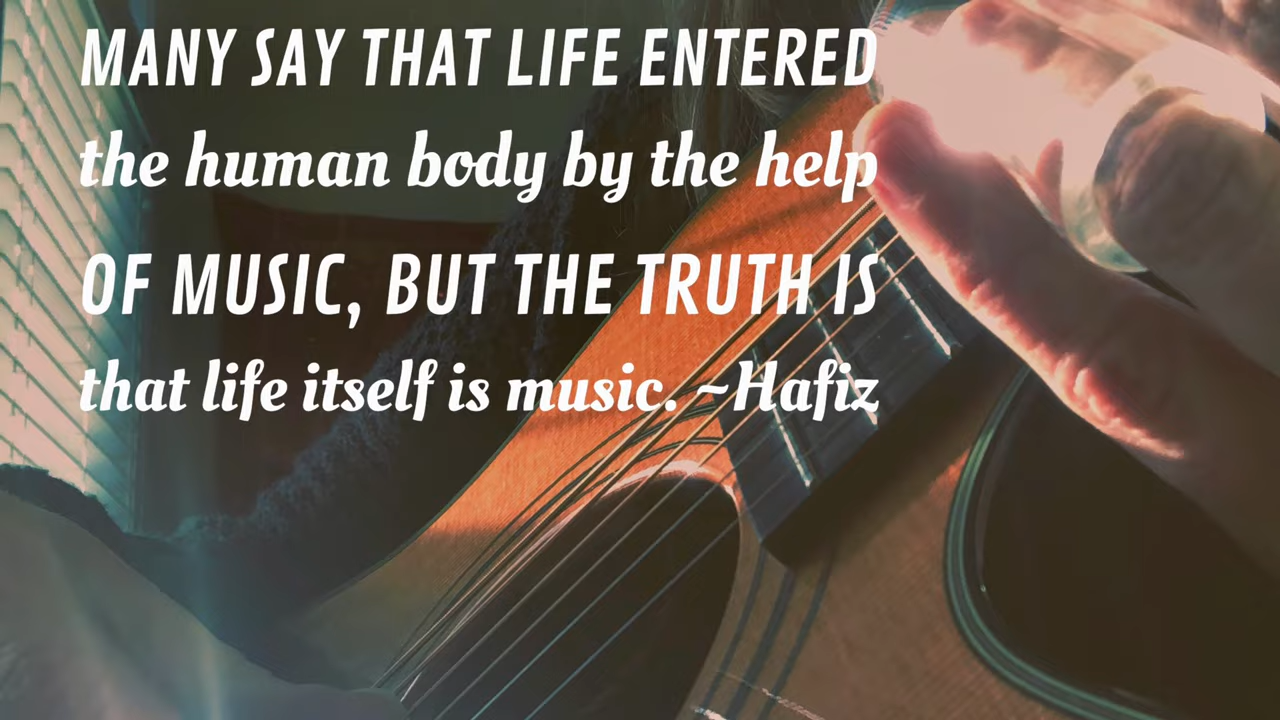 MANY SAY THAT LIFE ENTERED
the human body by the help
OF MUSIC, BUT THE TRUTH IS
that life itself is music. ~Hafiz